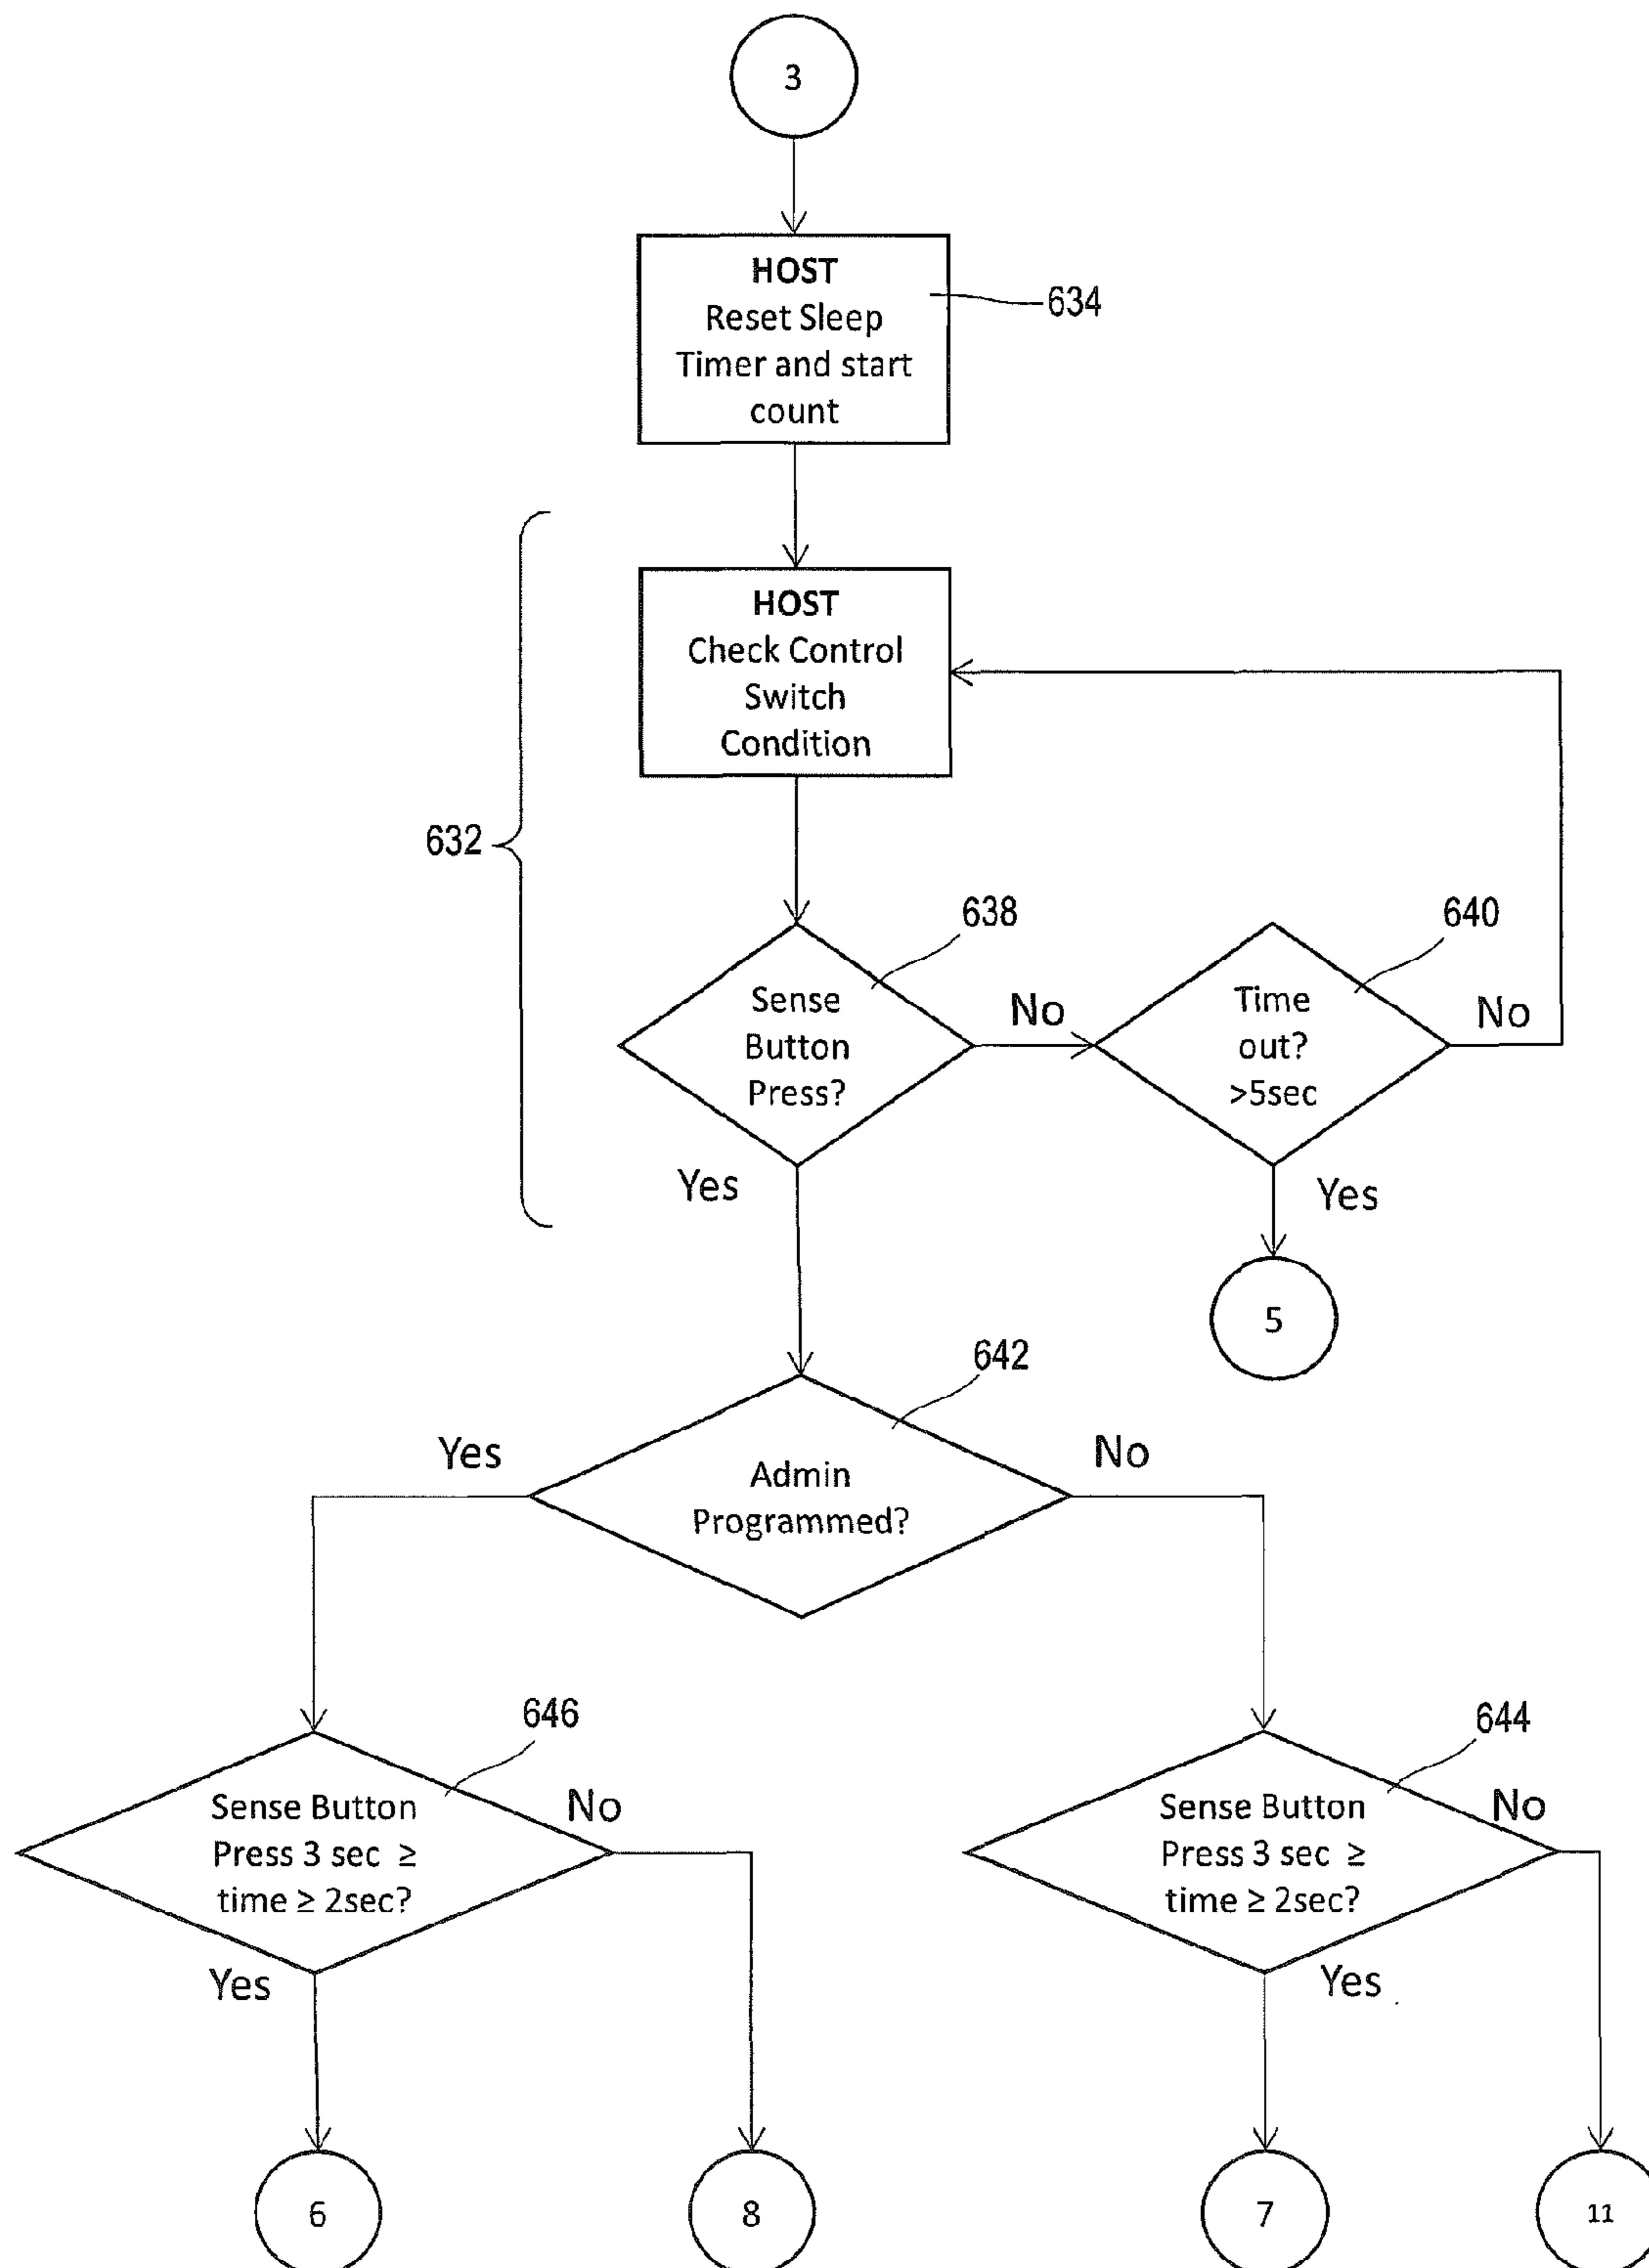 3
HOST
Reset Sleep
Timer and start
count
634
HOST
Check Control
Switch
Condition
632
638
640
Sense
Button
Press?
No
Time
out?
>5sec
No
Yes
Yes
5
642
Yes
No
Admin
Programmed?
646
644
Sense Button
Press 3 sec ≥
time ≥ 2sec?
No
Sense Button
Press 3 sec ≥
time ≥ 2sec?
No
Yes
Yes
6
8
7
11